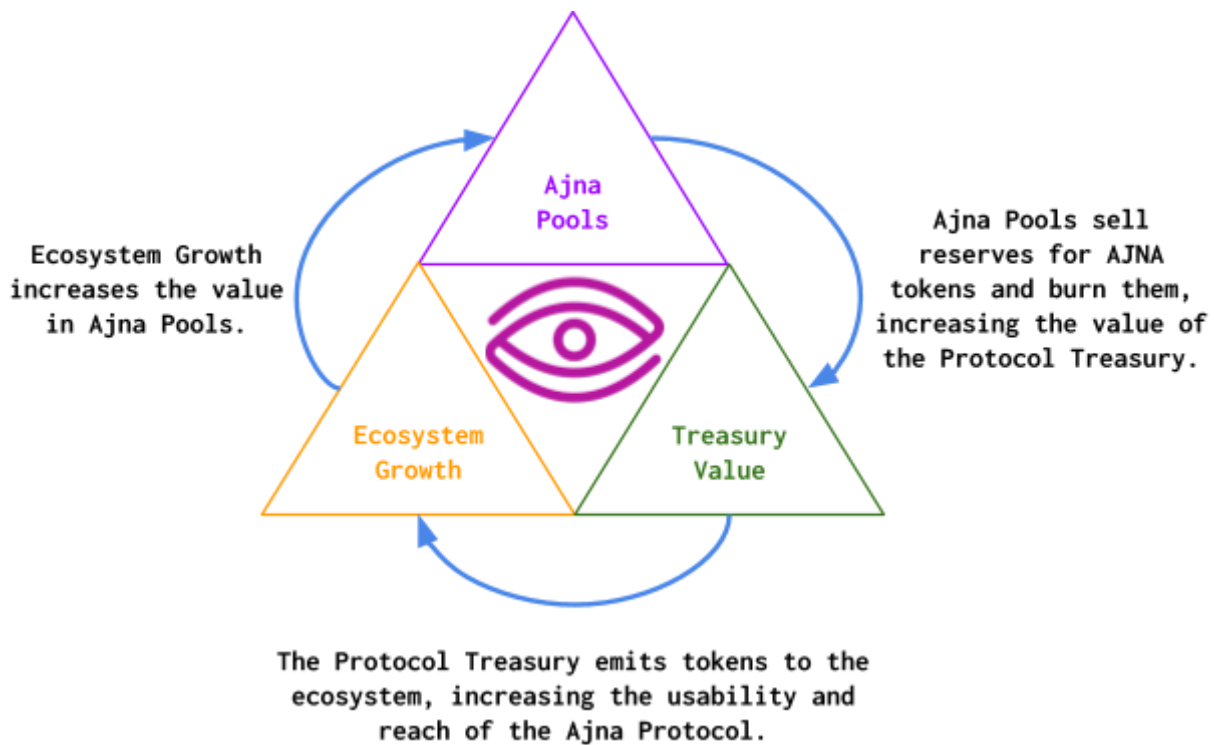 Ajna
Pools
Ecosystem Growth
increases the value
in Ajna Pools.
Ajna Pools sell
reserves for AJNA
tokens and burn them,
increasing the value of
the Protocol Treasury.
Ecosystem
Growth
Treasury
Value
The Protocol Treasury emits tokens to the
ecosystem, increasing the usability and
reach of the Ajna Protocol.